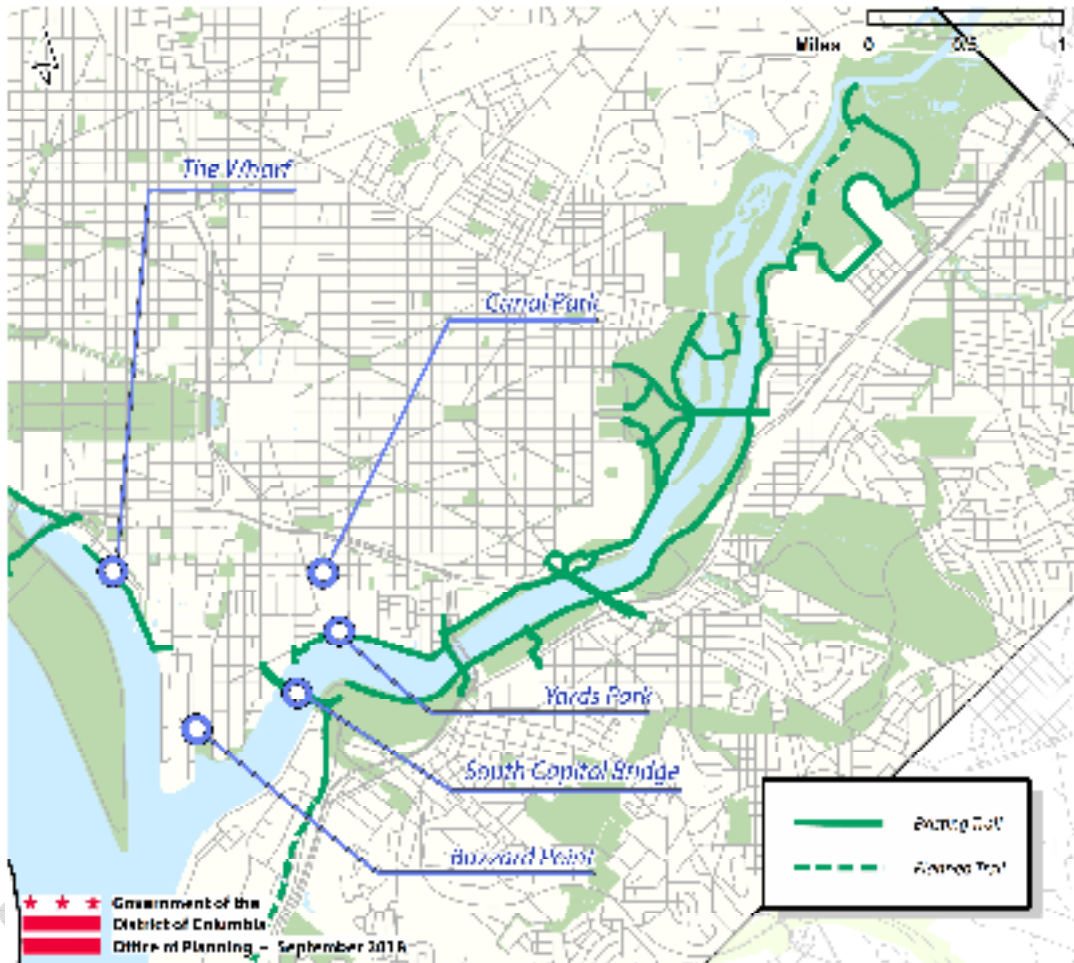 Miles 0 0.5 1
The Wharf
Canal Park
Yards Park
South Capitol Bridge
Buzzard Point
Existing Trail
Planned Trail
Government of the
District of Columbia
Office of Planning ~ September 2018